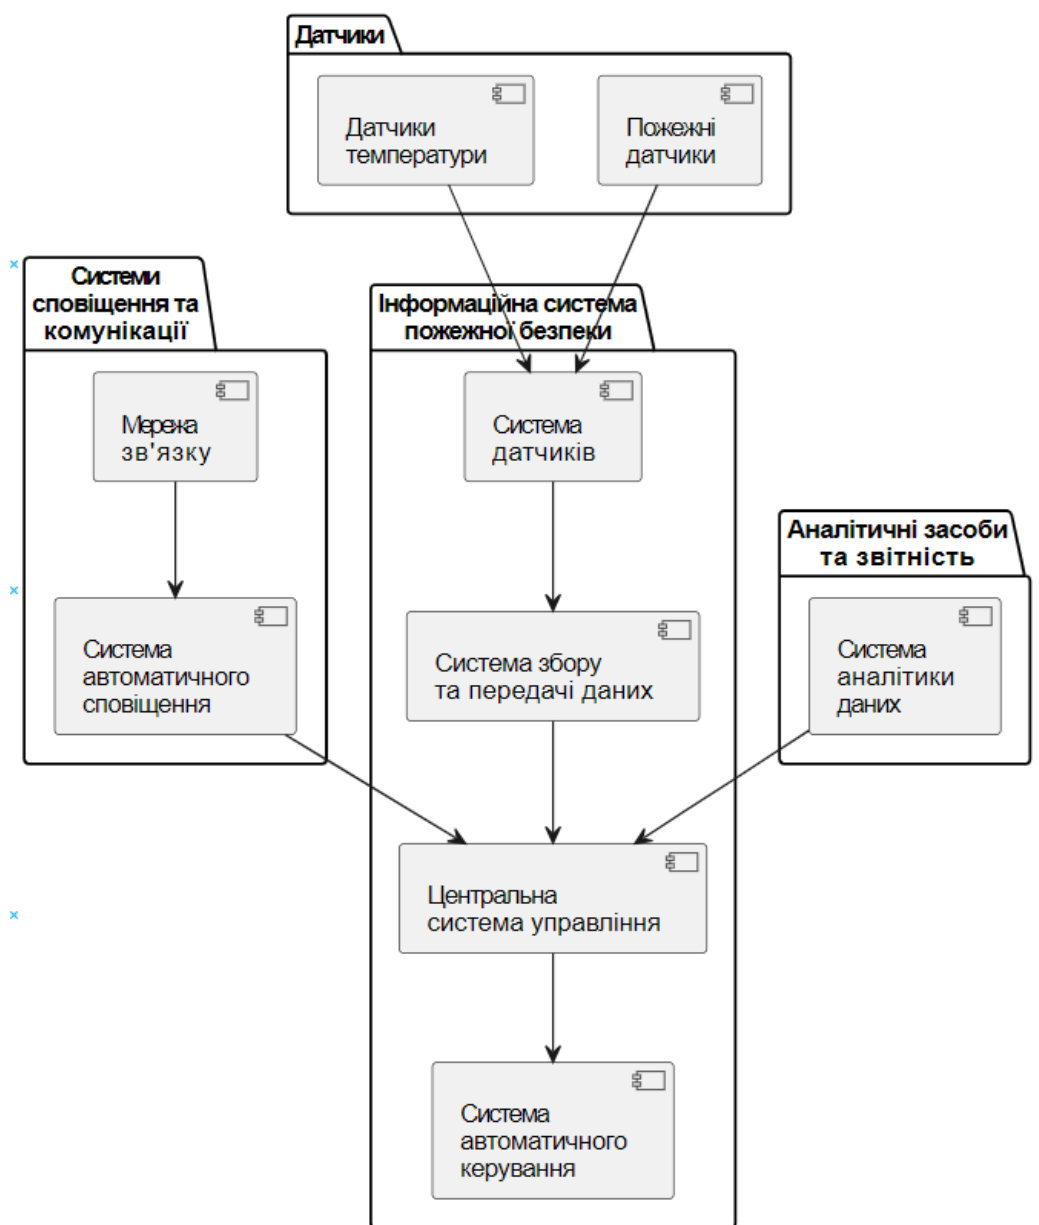 Датчики
Датчики
температури
Пожежні
датчики
Системи
сповіщення та
комунікації
Мережа
зв'язку
Система
автоматичного
сповіщення
Інформаційна система
пожежної безпеки
Система
датчиків
Система збору
та передачі даних
Центральна
система управління
Система
автоматичного
керування
Аналітичні засоби
та звітність
Система
аналітики
даних